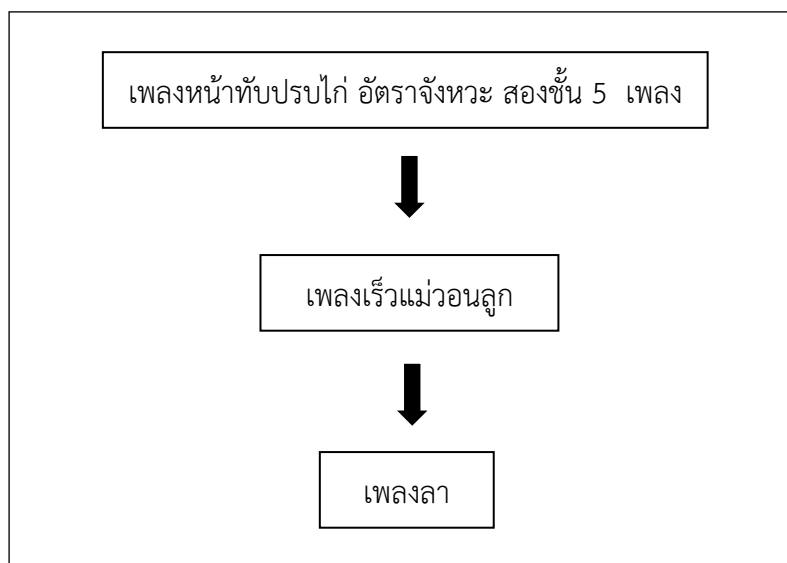 เพลงหน้าทับปรบไก่ อัตราจังหวะ สองชั้น 5 เพลง
เพลงเร็วแม่วอนลูก
เพลงลา